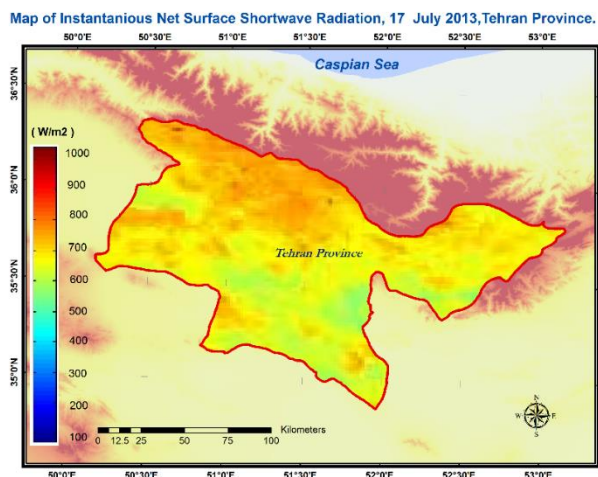 Map of Instantanious Net Surface Shortwave Radiation, 17 July 2013,Tehran Province.
50°0'E 50°30'E 51°0'E 51°30'E 52°0'E 52°30'E 53°0'E
Caspian Sea
36°30'N
36°0'N
35°30'N
35°0'N
( W/m2 )
1000
900
800
700
600
500
400
300
200
100
Tehran Province
0 12.5 25 50 75 100
Kilometers
N
W E
S
50°0'E 50°30'E 51°0'E 51°30'E 52°0'E 52°30'E 53°0'E